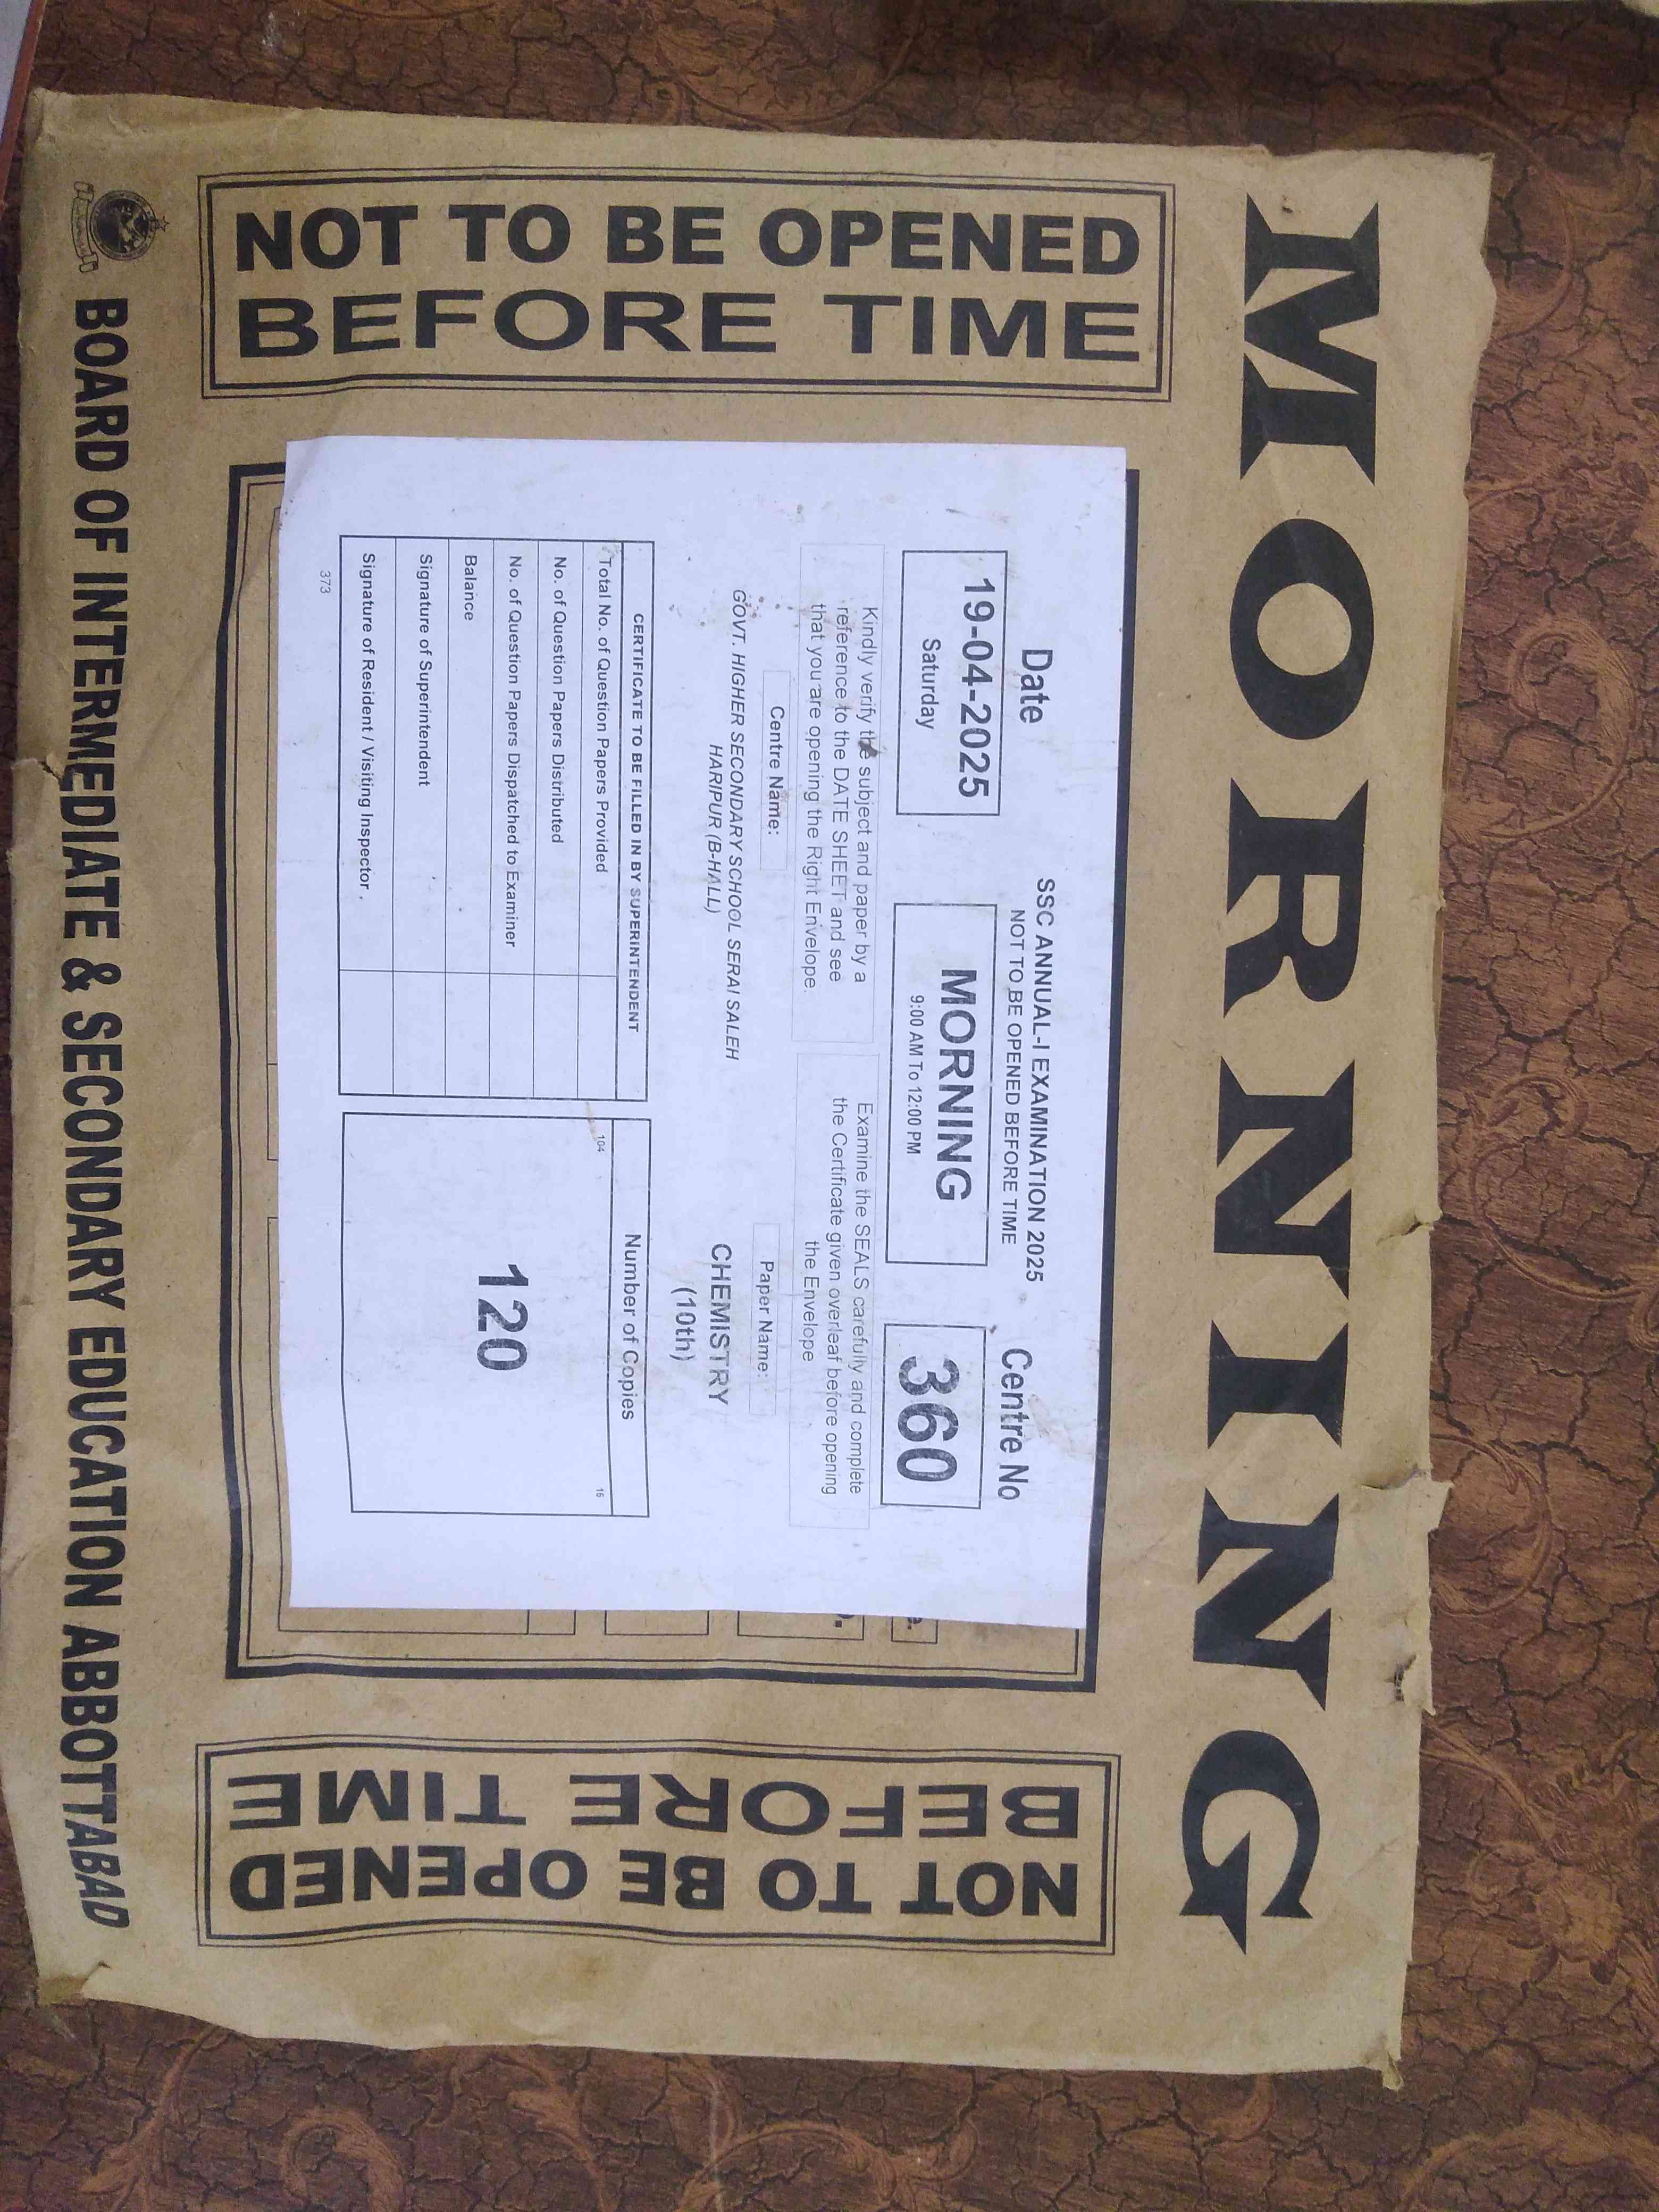 MORNING
NOT TO BE OPENED
BEFORE TIME
SSC ANNUAL-I EXAMINATION 2025
NOT TO BE OPENED BEFORE TIME
Date
19-04-2025
Saturday
MORNING
9:00 AM To 12:00 PM
Centre No
360
Kindly verify the subject and paper by a
reference to the DATE SHEET and see
that you are opening the Right Envelope.
Examine the SEALS carefully and complete
the Certificate given overleaf before opening
the Envelope
Centre Name:
GOVT. HIGHER SECONDARY SCHOOL SERAI SALEH
HARIPUR (B-HALL)
Paper Name:
CHEMISTRY
(10th)
CERTIFICATE TO BE FILLED IN BY SUPERINTENDENT
Total No. of Question Papers Provided
No. of Question Papers Distributed
No. of Question Papers Dispatched to Examiner
Balance
Signature of Superintendent
Signature of Resident / Visiting Inspector.
373
Number of Copies
104
16
120
NOT TO BE OPENED
BEFORE TIME
BOARD OF INTERMEDIATE & SECONDARY EDUCATION ABBOTTABAD